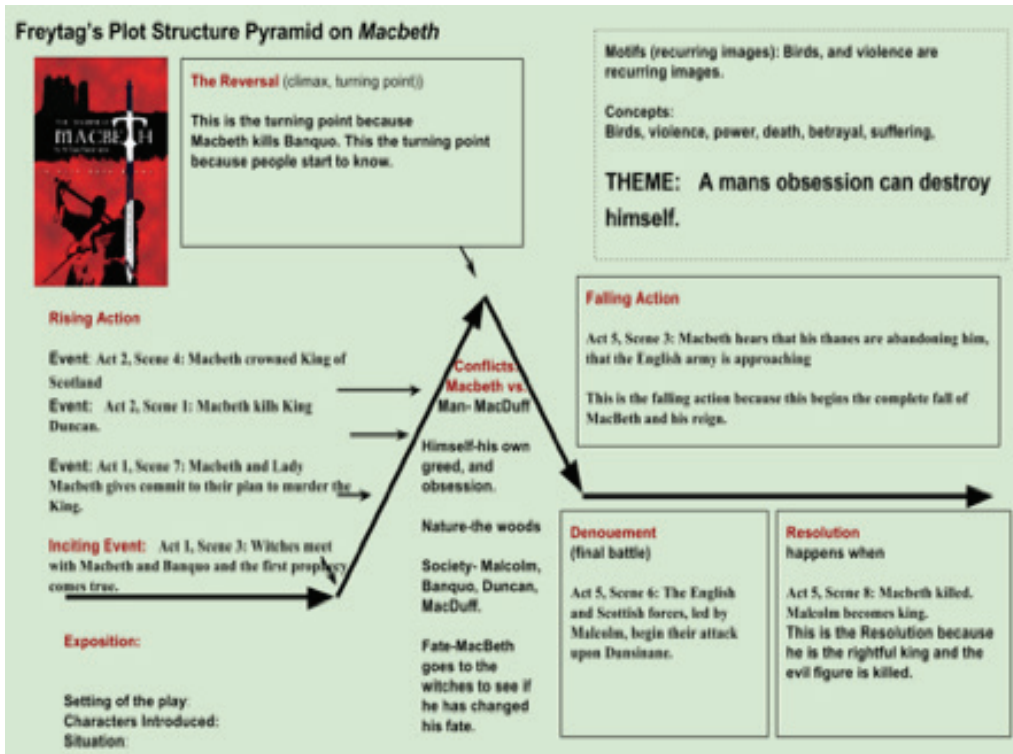 Freytag's Plot Structure Pyramid on Macbeth
MACBETH
The Reversal (climax, turning point))
This is the turning point because
Macbeth kills Banquo. This the turning point
because people start to know.
Motifs (recurring images): Birds, and violence are
recurring images.
Concepts:
Birds, violence, power, death, betrayal, suffering,
THEME: A mans obsession can destroy
himself.
Rising Action
Event: Act 2, Scene 4: Macbeth crowned King of
Scotland
Event: Act 2, Scene 1: Macbeth kills King
Duncan.
Event: Act 1, Scene 7: Macbeth and Lady
Macbeth gives commit to their plan to murder the
King.
Inciting Event: Act 1, Scene 3: Witches meet
with Macbeth and Banquo and the first prophecy
comes true.
Exposition:
Setting of the play:
Characters Introduced:
Situation:
Conflicts:
Macbeth vs.
Man- MacDuff
Himself-his own
greed, and
obsession.
Nature-the woods
Society- Malcolm,
Banquo, Duncan,
MacDuff.
Fate-MacBeth
goes to the
witches to see if
he has changed
his fate.
Falling Action
Act 5, Scene 3: Macbeth hears that his thanes are abandoning him,
that the English army is approaching
This is the falling action because this begins the complete fall of
MacBeth and his reign.
Denouement
(final battle)
Act 5, Scene 6: The English
and Scottish forces, led by
Malcolm, begin their attack
upon Dunsinane.
Resolution
happens when
Act 5, Scene 8: Macbeth killed.
Malcolm becomes king.
This is the Resolution because
he is the rightful king and the
evil figure is killed.